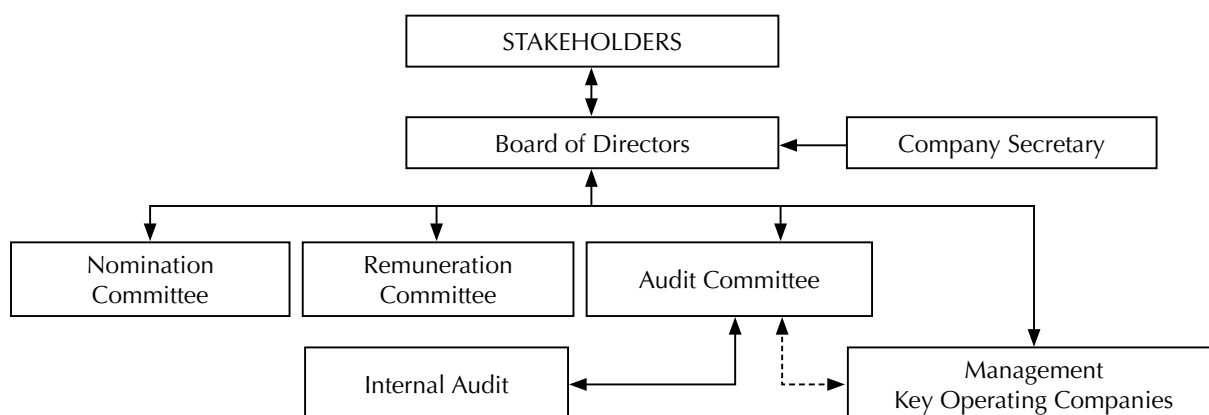 STAKEHOLDERS
Board of Directors
Company Secretary
Nomination
Committee
Remuneration
Committee
Audit Committee
Internal Audit
Management
Key Operating Companies